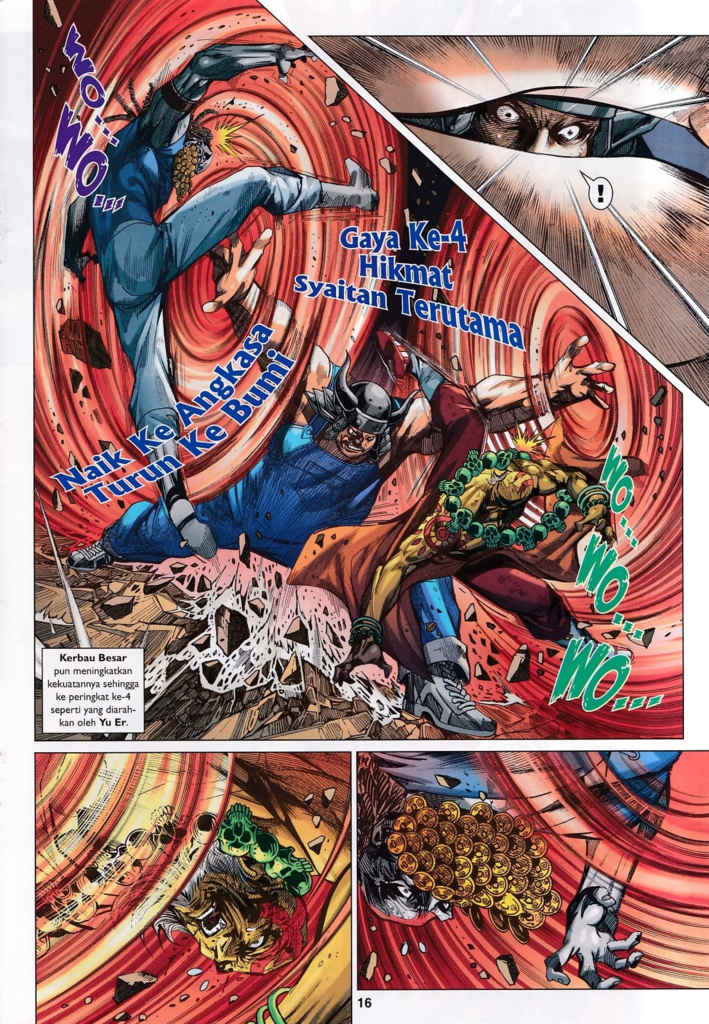 WO...
WO...
!
Gaya Ke-4
Hikmat
Syaitan Terutama
Naik Ke Angkasa
Turun Ke Bumi
WO...
WO...
WO...
Kerbau Besar
pun meningkatkan
kekuatannya sehingga
ke peringkat ke-4
seperti yang diarah-
kan oleh Yu Er.
16